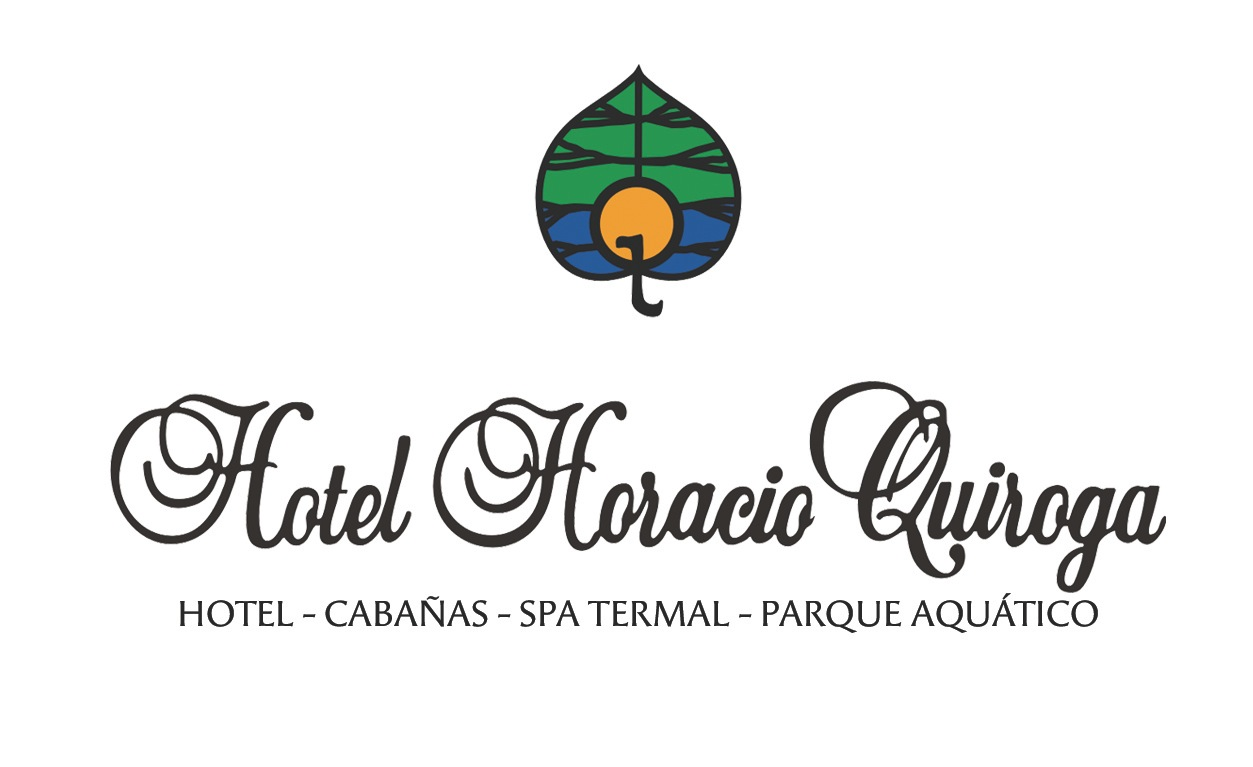 Hotel Horacio Quiroga
HOTEL - CABAÑAS - SPA TERMAL - PARQUE AQUÁTICO